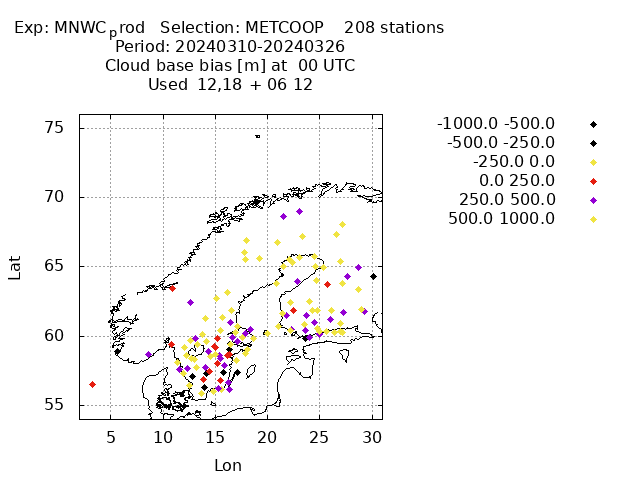 Exp: MNWCprod   Selection: METCOOP    208 stations
Period: 20240310-20240326
Cloud base bias [m] at  00 UTC
Used 12,18 + 06 12
-1000.0 -500.0
-500.0 -250.0
-250.0 0.0
0.0 250.0
250.0 500.0
500.0 1000.0
75
70
65
60
55
Lat
5 10 15 20 25 30
Lon